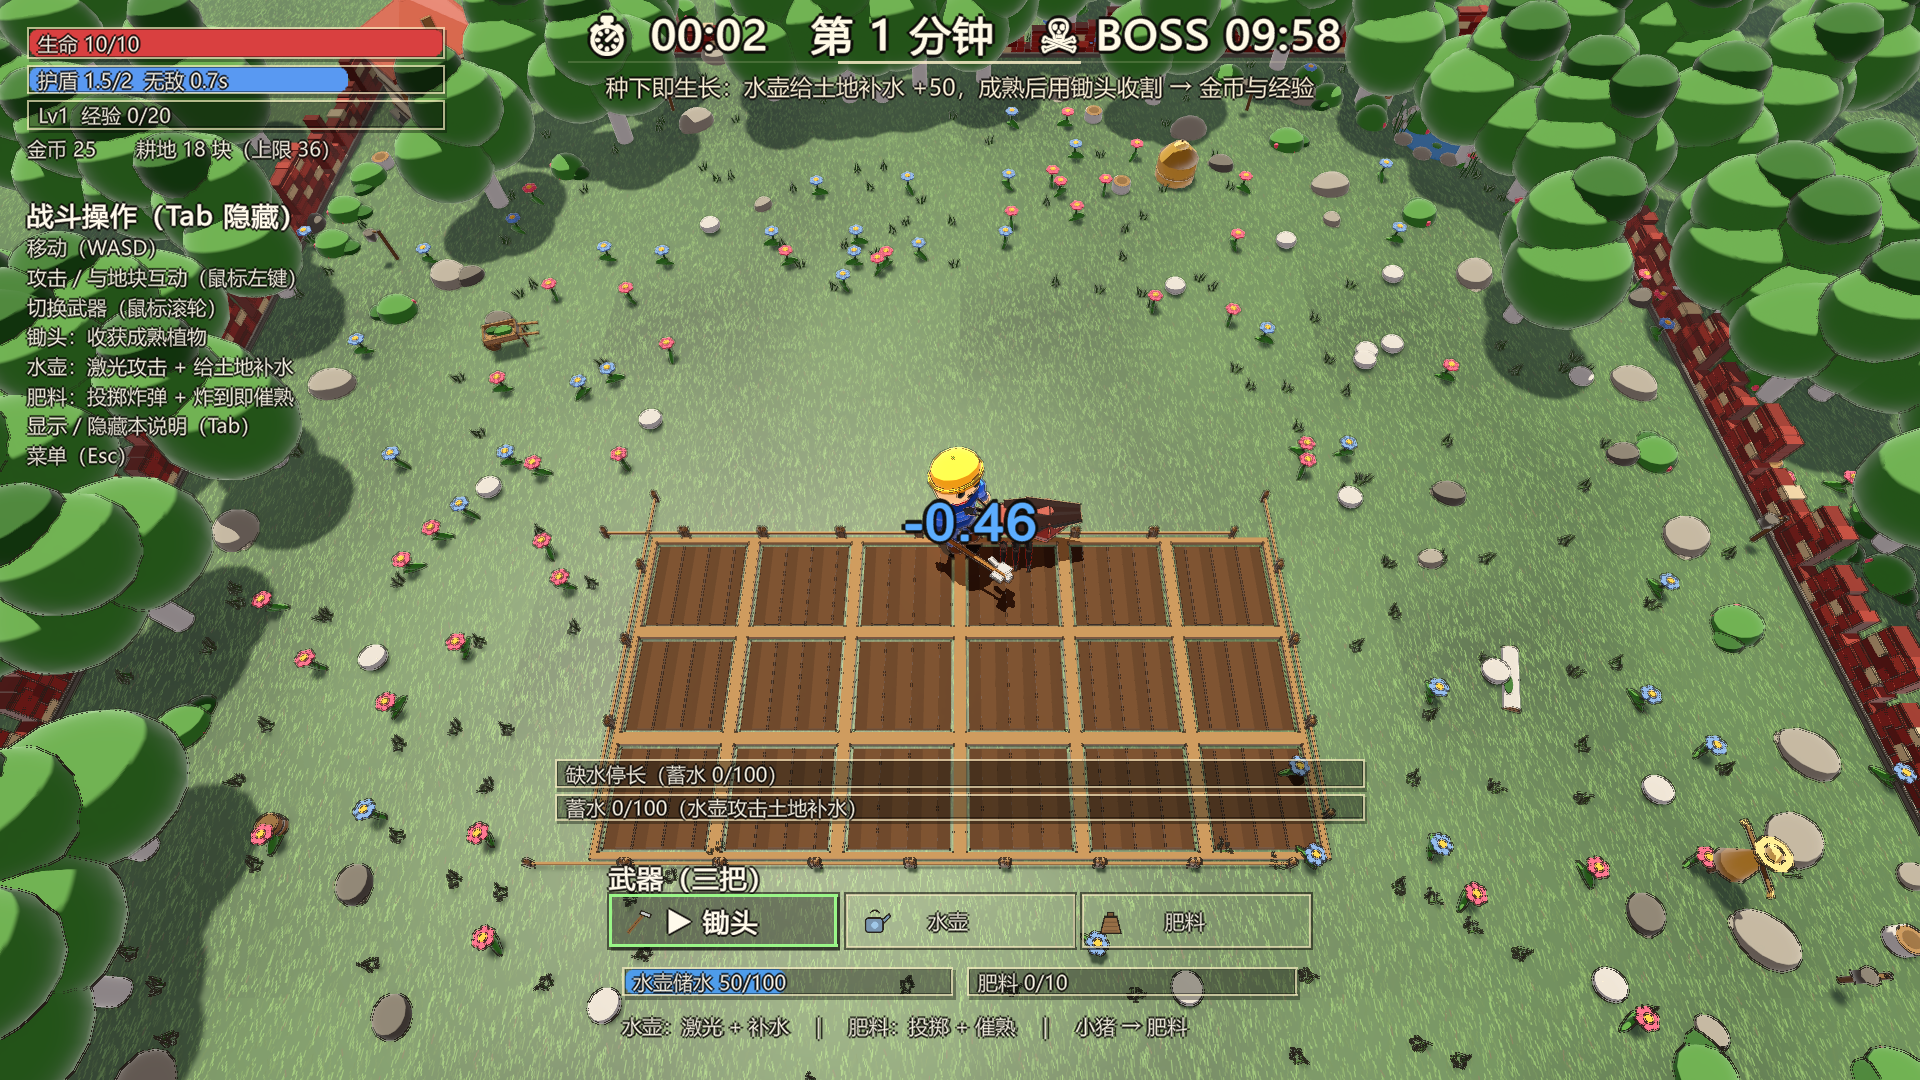 生命 10/10
护盾 1.5/2 无敌 0.7s
Lv1 经验 0/20
金币 25 耕地 18 块（上限 36）
00:02 第 1 分钟 BOSS 09:58
种下即生长：水壶给土地补水 +50，成熟后用锄头收割 → 金币与经验
战斗操作（Tab 隐藏）
移动（WASD）
攻击 / 与地块互动（鼠标左键）
切换武器（鼠标滚轮）
锄头：收获成熟植物
水壶：激光攻击 + 给土地补水
肥料：投掷炸弹 + 炸到即催熟
显示 / 隐藏本说明（Tab）
菜单（Esc）
-0.46
缺水停长（蓄水 0/100）
蓄水 0/100（水壶攻击土地补水）
武器（三把）
▶ 锄头 水壶 肥料
水壶储水 50/100 肥料 0/10
水壶：激光 + 补水 | 肥料：投掷 + 催熟 | 小猪 → 肥料